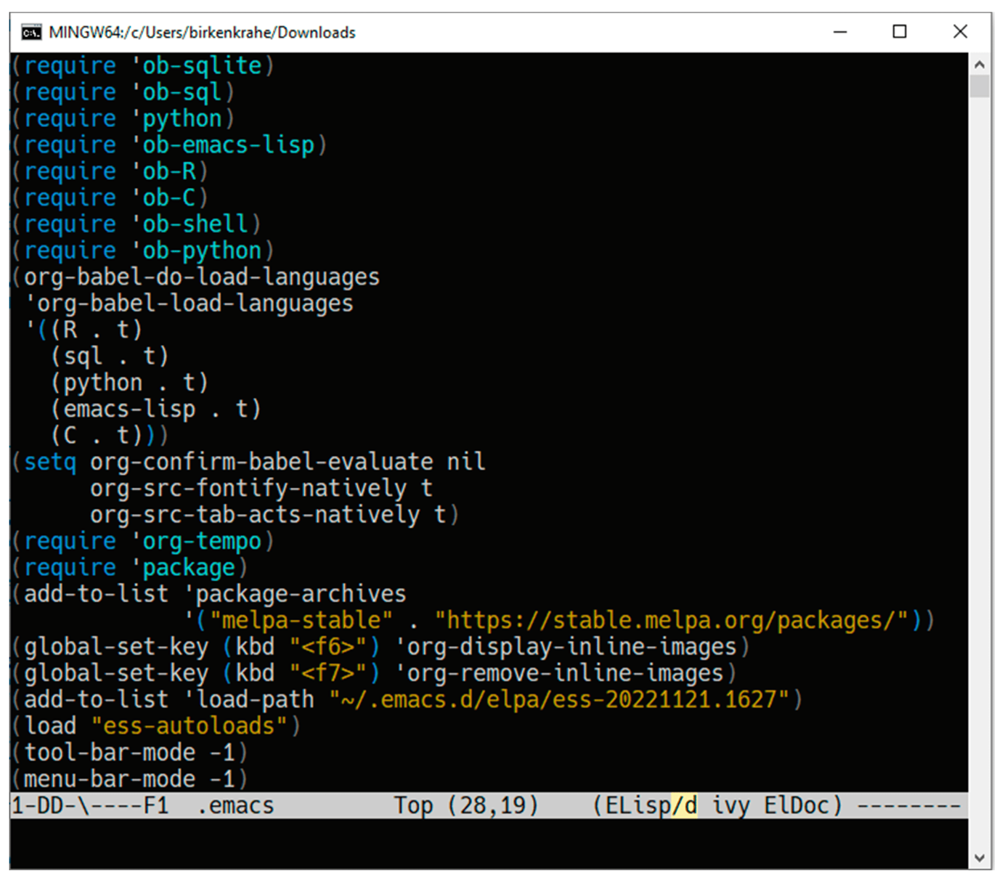 MINGW64:/c/Users/birkenkrahe/Downloads
(require 'ob-sqlite)
(require 'ob-sql)
(require 'python)
(require 'ob-emacs-lisp)
(require 'ob-R)
(require 'ob-C)
(require 'ob-shell)
(require 'ob-python)
(org-babel-do-load-languages
 'org-babel-load-languages
 '((R . t)
   (sql . t)
   (python . t)
   (emacs-lisp . t)
   (C . t)))
(setq org-confirm-babel-evaluate nil
      org-src-fontify-natively t
      org-src-tab-acts-natively t)
(require 'org-tempo)
(require 'package)
(add-to-list 'package-archives
             '("melpa-stable" . "https://stable.melpa.org/packages/"))
(global-set-key (kbd "<f6>") 'org-display-inline-images)
(global-set-key (kbd "<f7>") 'org-remove-inline-images)
(add-to-list 'load-path "~/.emacs.d/elpa/ess-20221121.1627")
(load "ess-autoloads")
(tool-bar-mode -1)
(menu-bar-mode -1)
1-DD-\----F1  .emacs         Top (28,19)    (ELisp/d ivy ElDoc) --------